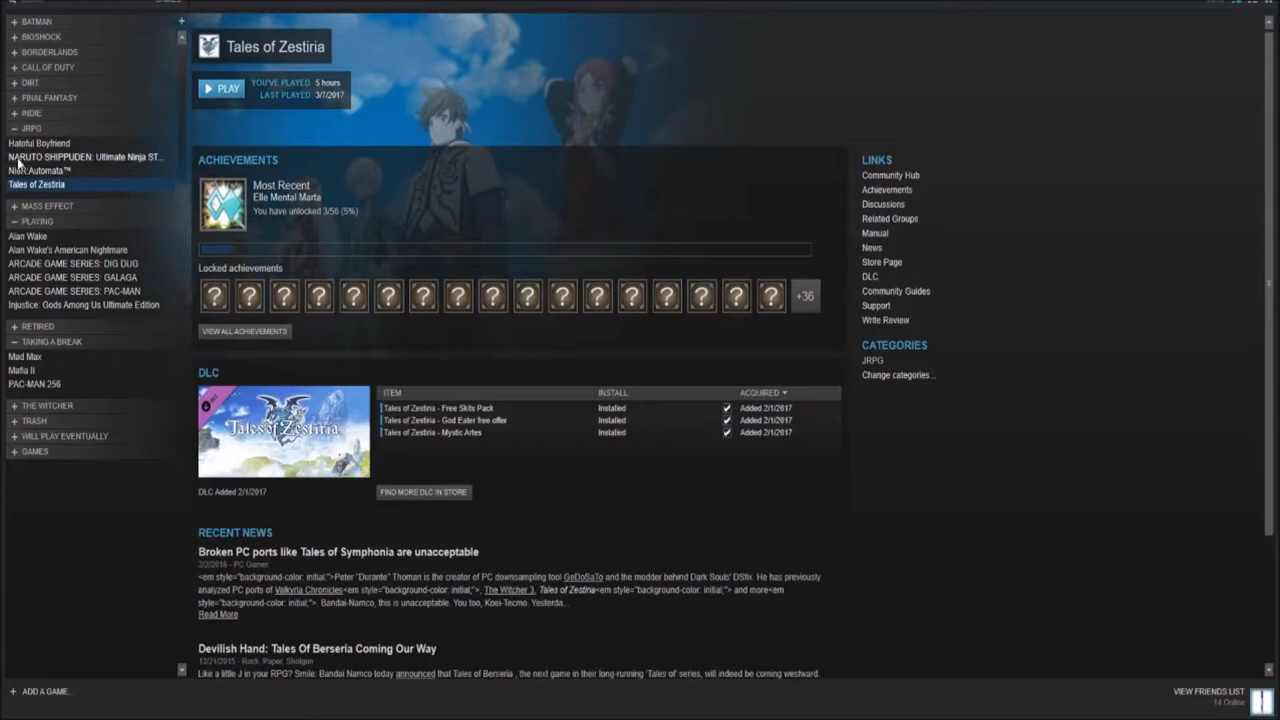 + BATMAN +
+ BIOSHOCK
+ BORDERLANDS
+ CALL OF DUTY
+ DIRT
+ FINAL FANTASY
+ INDIE
− JRPG
Hatoful Boyfriend
NARUTO SHIPPUDEN: Ultimate Ninja ST...
NieR:Automata™
Tales of Zestiria
+ MASS EFFECT
− PLAYING
Alan Wake
Alan Wake's American Nightmare
ARCADE GAME SERIES: DIG DUG
ARCADE GAME SERIES: GALAGA
ARCADE GAME SERIES: PAC-MAN
Injustice: Gods Among Us Ultimate Edition
+ RETIRED
− TAKING A BREAK
Mad Max
Mafia II
PAC-MAN 256
+ THE WITCHER
+ TRASH
+ WILL PLAY EVENTUALLY
+ GAMES
+ ADD A GAME...
Tales of Zestiria
PLAY
YOU'VE PLAYED 5 hours
LAST PLAYED 3/7/2017
ACHIEVEMENTS
Most Recent
Elle Mental Marta
You have unlocked 3/56 (5%)
Locked achievements
? ? ? ? ? ? ? ? ? ? ? ? ? ? ? ? ? +36
VIEW ALL ACHIEVEMENTS
DLC
Tales of Zestiria
DLC Added 2/1/2017
ITEM INSTALL ACQUIRED
Tales of Zestiria - Free Skits Pack Installed Added 2/1/2017
Tales of Zestiria - God Eater free offer Installed Added 2/1/2017
Tales of Zestiria - Mystic Artes Installed Added 2/1/2017
FIND MORE DLC IN STORE
RECENT NEWS
Broken PC ports like Tales of Symphonia are unacceptable
2/2/2016 - PC Gamer
<em style="background-color: initial;">Peter "Durante" Thoman is the creator of PC downsampling tool GeDoSaTo and the modder behind Dark Souls' DSfix. He has previously
analyzed PC ports of Valkyria Chronicles<em style="background-color: initial;">, The Witcher 3, Tales of Zestiria<em style="background-color: initial;"> and more<em
style="background-color: initial;">. Bandai-Namco, this is unacceptable. You too, Koei-Tecmo. Yesterda...
Read More
Devilish Hand: Tales Of Berseria Coming Our Way
12/21/2015 - Rock, Paper, Shotgun
Like a little J in your RPG? Smile: Bandai Namco today announced that Tales of Berseria , the next game in their long-running 'Tales of' series, will indeed be coming westward.
LINKS
Community Hub
Achievements
Discussions
Related Groups
Manual
News
Store Page
DLC
Community Guides
Support
Write Review
CATEGORIES
JRPG
Change categories...
VIEW FRIENDS LIST
14 Online